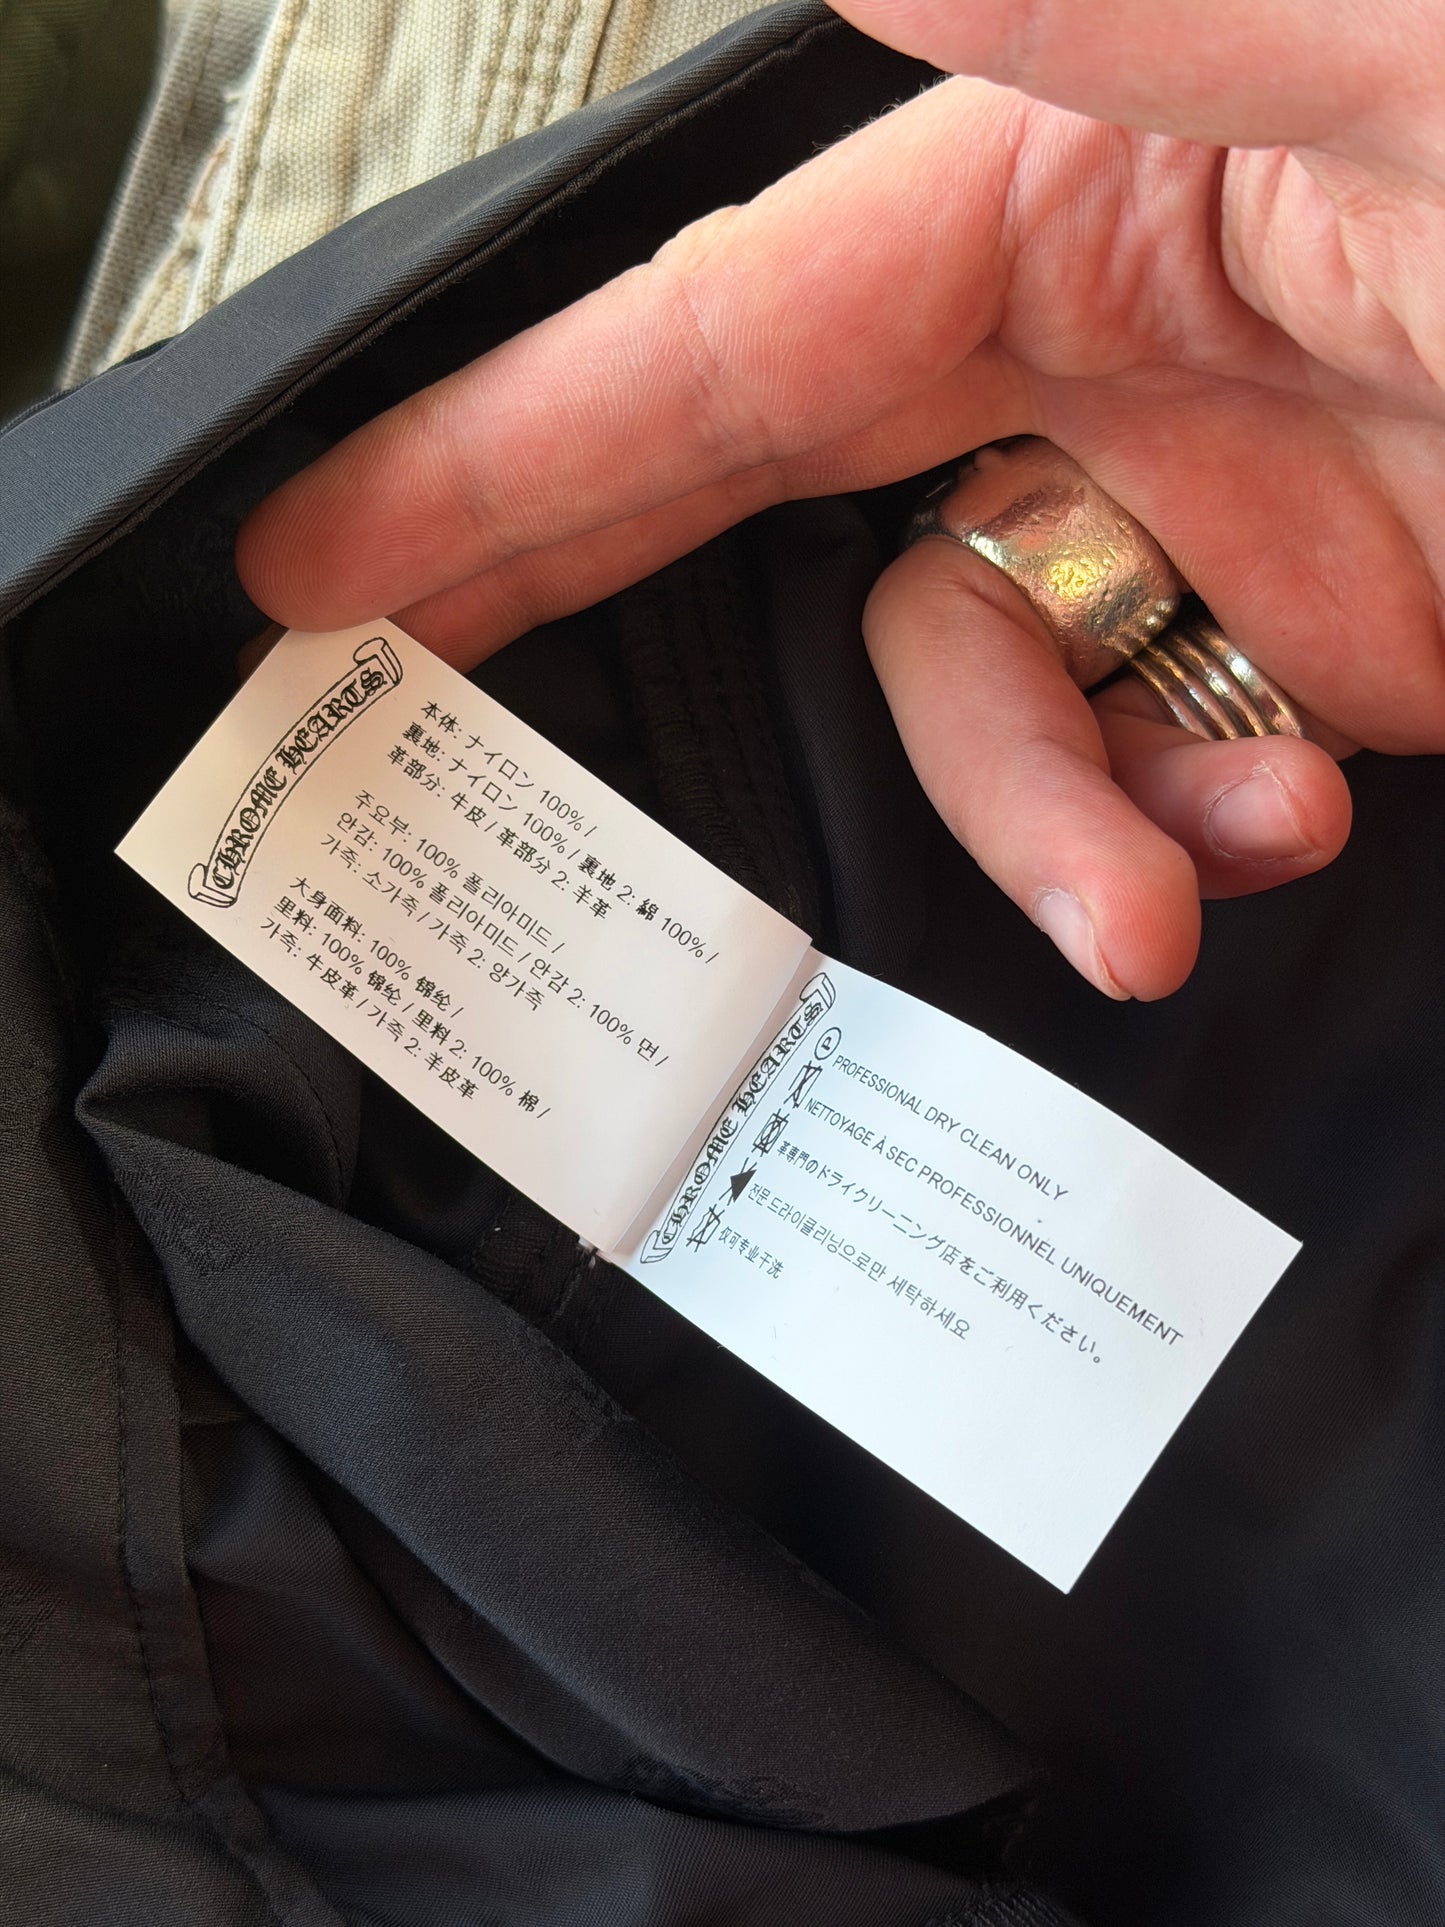 CHROME HEARTS
本体: ナイロン 100% /
裏地: ナイロン 100% / 裏地 2: 綿 100% /
革部分: 牛皮 / 革部分 2: 羊革
주요부: 100% 폴리아미드 /
안감: 100% 폴리아미드 / 안감 2: 100% 면 /
가죽: 소가죽 / 가죽 2: 양가죽
大身面料: 100% 锦纶 /
里料: 100% 锦纶 / 里料 2: 100% 棉 /
가죽: 牛皮革 / 가죽 2: 羊皮革
CHROME HEARTS
P PROFESSIONAL DRY CLEAN ONLY
NETTOYAGE À SEC PROFESSIONNEL UNIQUEMENT
革専門のドライクリーニング店をご利用ください。
전문 드라이클리닝으로만 세탁하세요
仅可专业干洗